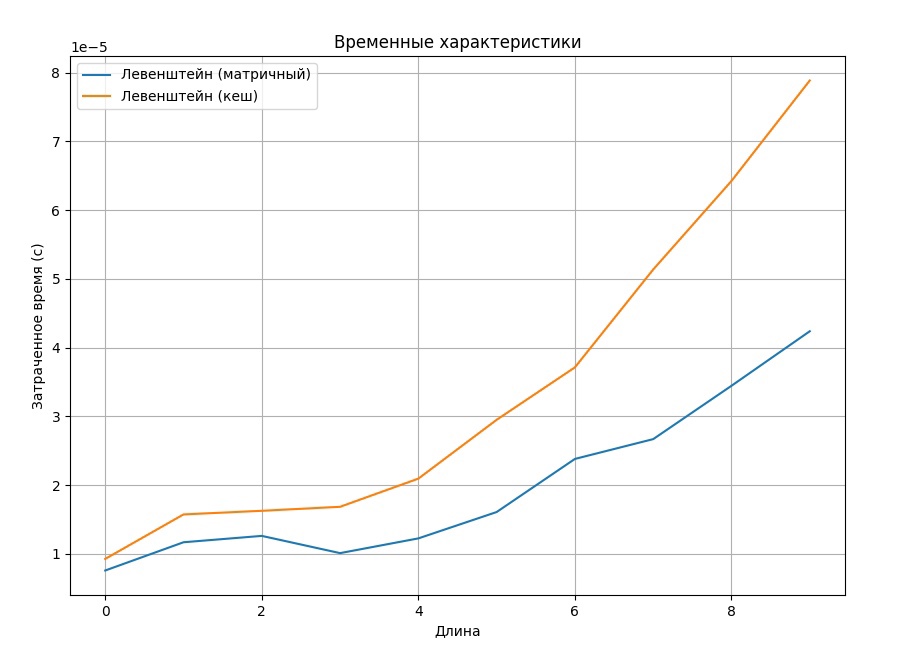 Временные характеристики
1e−5
Левенштейн (матричный)
Левенштейн (кеш)
8
7
6
5
4
3
2
1
Затраченное время (с)
0 2 4 6 8
Длина